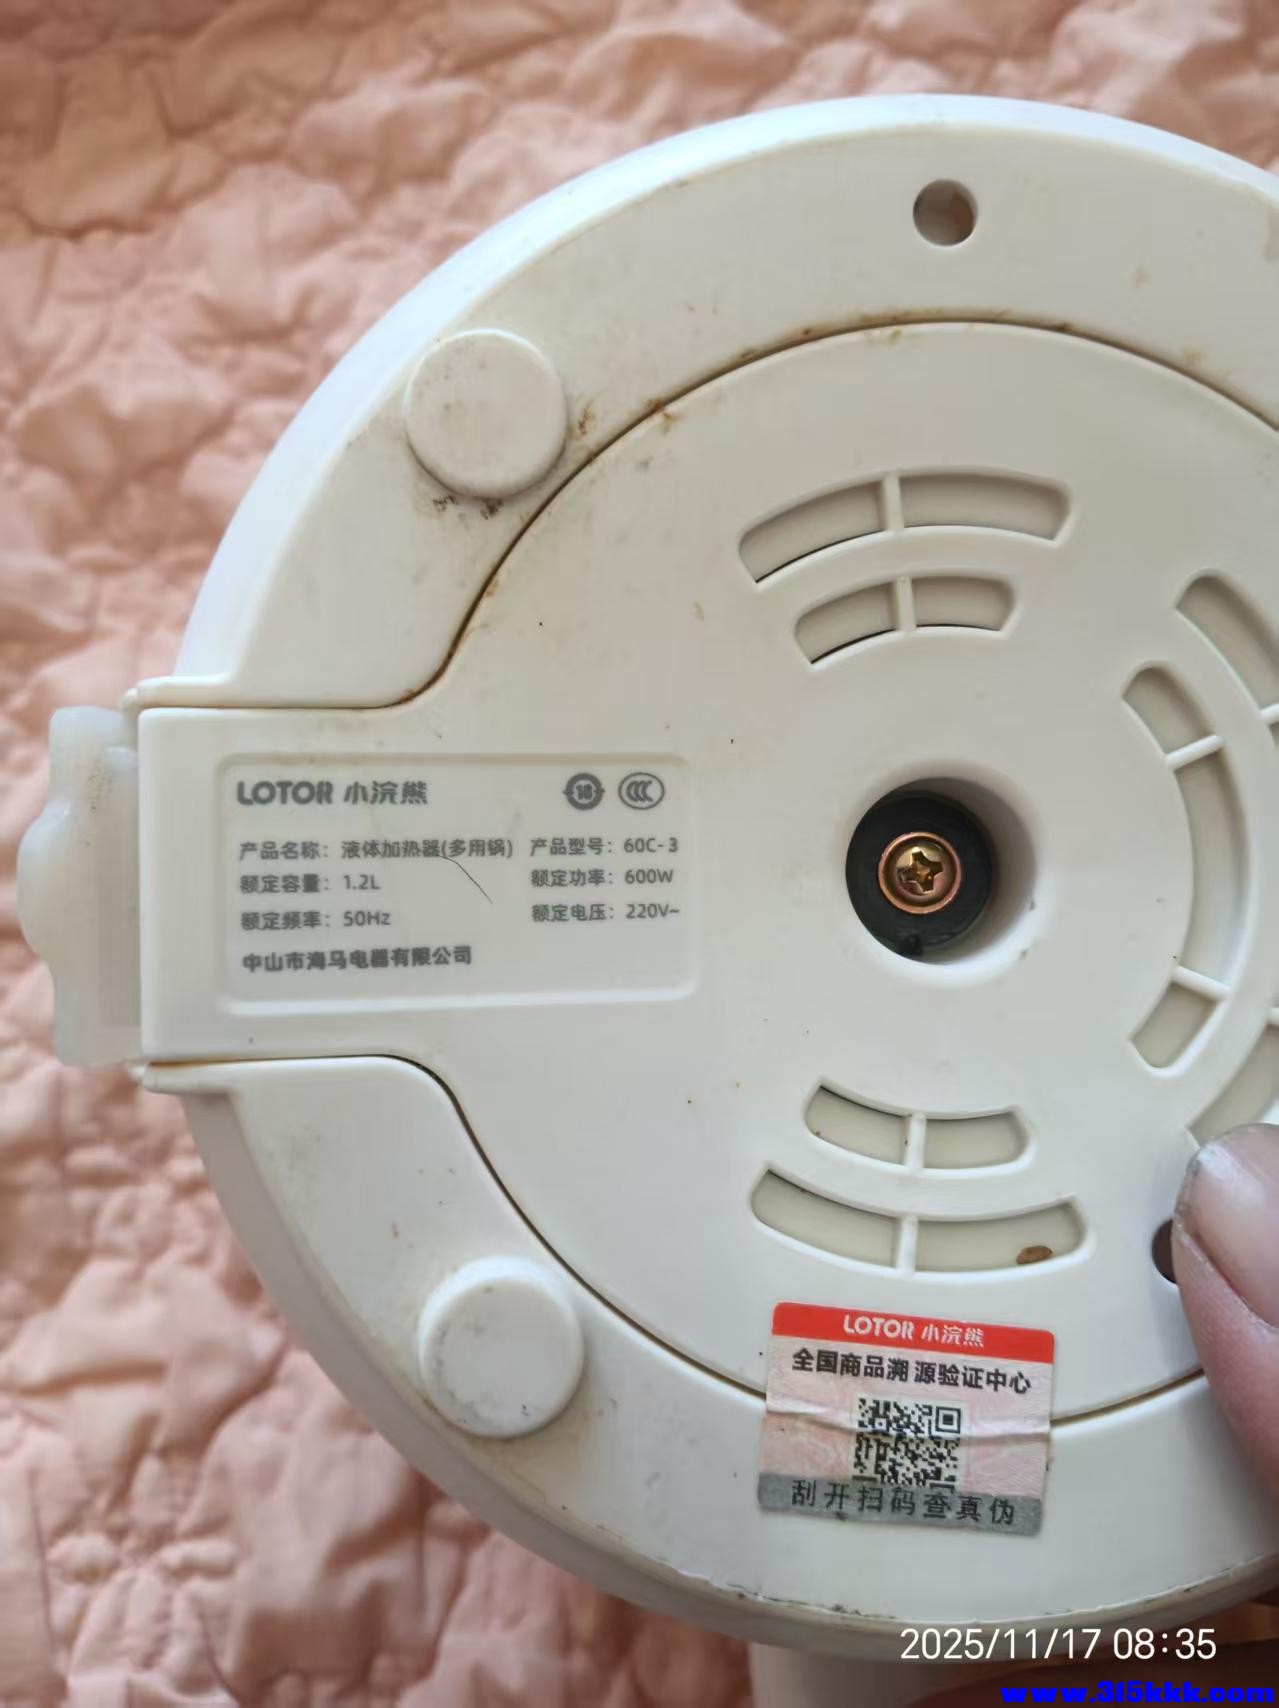 LOTOR 小浣熊
10
产品名称：液体加热器(多用锅) 产品型号：60C-3
额定容量：1.2L 额定功率：600W
额定频率：50Hz 额定电压：220V~
中山市海马电器有限公司
LOTOR 小浣熊
全国商品溯源验证中心
刮开扫码查真伪
2025/11/17 08:35
www.315kkk.com